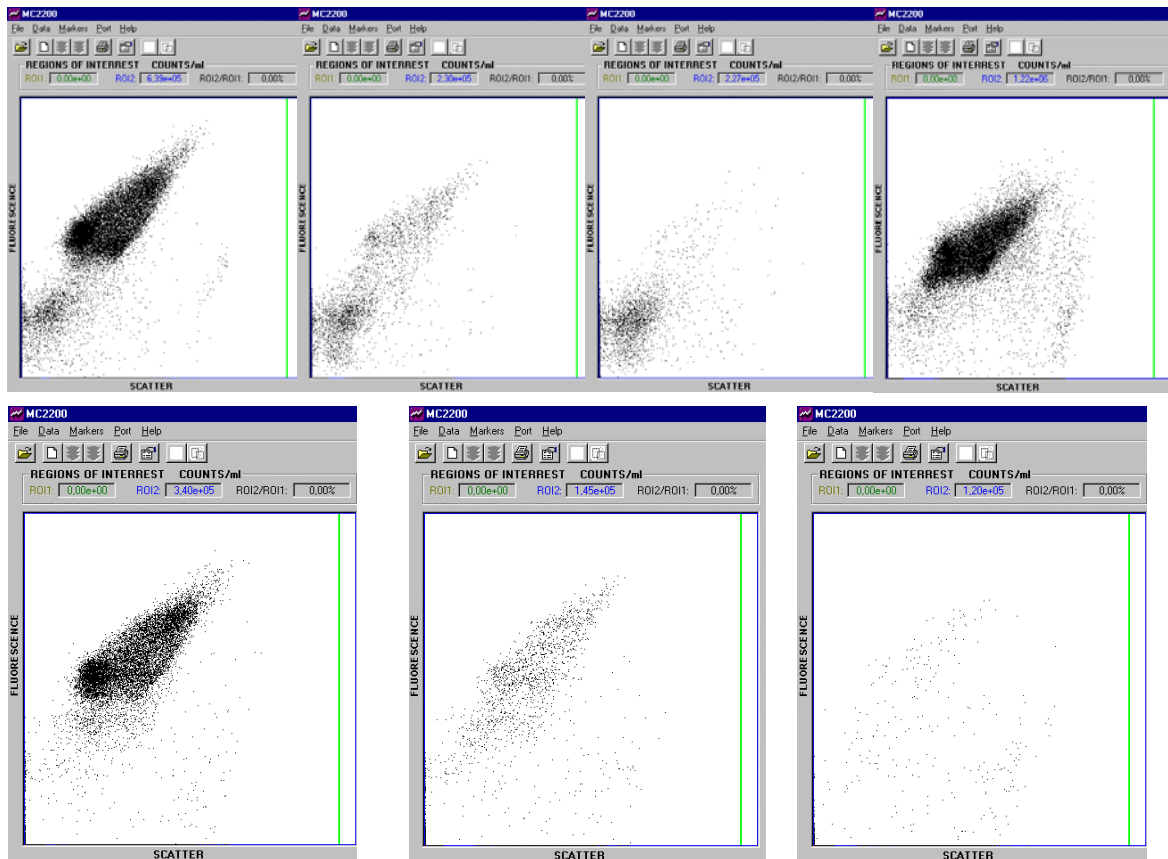 MC2200
File Data Markers Port Help
REGIONS OF INTERREST COUNTS/ml
ROI1: 0,00e+00 ROI2: 6,39e+05 ROI2/ROI1: 0,00%
FLUORESCENCE
SCATTER
MC2200
File Data Markers Port Help
REGIONS OF INTERREST COUNTS/ml
ROI1: 0,00e+00 ROI2: 2,30e+05 ROI2/ROI1: 0,00%
FLUORESCENCE
SCATTER
MC2200
File Data Markers Port Help
REGIONS OF INTERREST COUNTS/ml
ROI1: 0,00e+00 ROI2: 2,27e+05 ROI2/ROI1: 0,00%
FLUORESCENCE
SCATTER
MC2200
File Data Markers Port Help
REGIONS OF INTERREST COUNTS/ml
ROI1: 0,00e+00 ROI2: 1,22e+06 ROI2/ROI1: 0,00%
FLUORESCENCE
SCATTER
MC2200
File Data Markers Port Help
REGIONS OF INTERREST COUNTS/ml
ROI1: 0,00e+00 ROI2: 3,40e+05 ROI2/ROI1: 0,00%
FLUORESCENCE
SCATTER
MC2200
File Data Markers Port Help
REGIONS OF INTERREST COUNTS/ml
ROI1: 0,00e+00 ROI2: 1,45e+05 ROI2/ROI1: 0,00%
FLUORESCENCE
SCATTER
MC2200
File Data Markers Port Help
REGIONS OF INTERREST COUNTS/ml
ROI1: 0,00e+00 ROI2: 1,20e+05 ROI2/ROI1: 0,00%
FLUORESCENCE
SCATTER